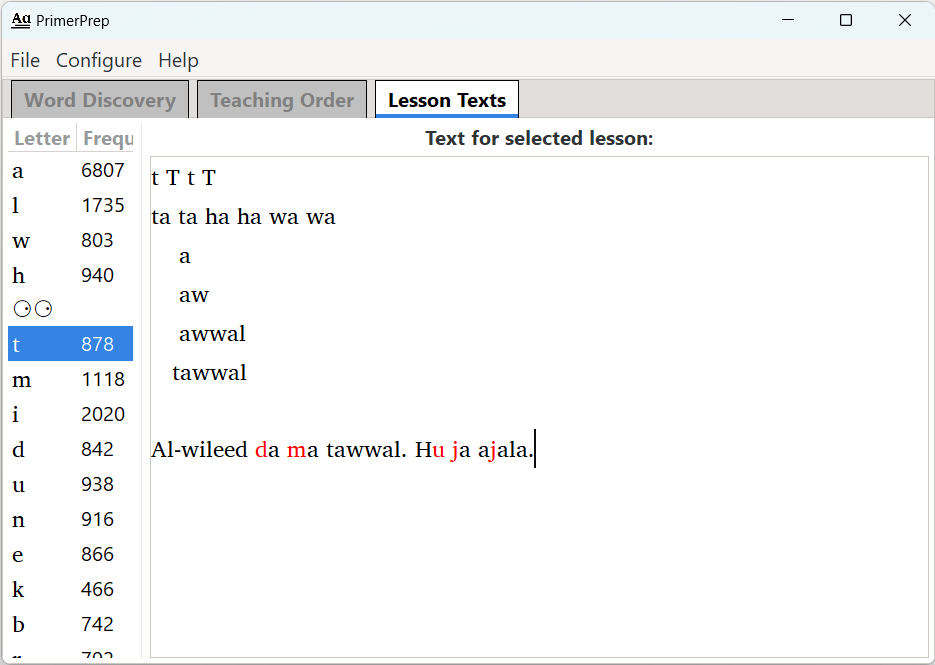 PrimerPrep
File Configure Help
Word Discovery Teaching Order Lesson Texts
Letter Frequ
Text for selected lesson:
a 6807
l 1735
w 803
h 940
t 878
m 1118
i 2020
d 842
u 938
n 916
e 866
k 466
b 742
t T t T
ta ta ha ha wa wa
a
aw
awwal
tawwal
Al-wileed da ma tawwal. Hu ja ajala.